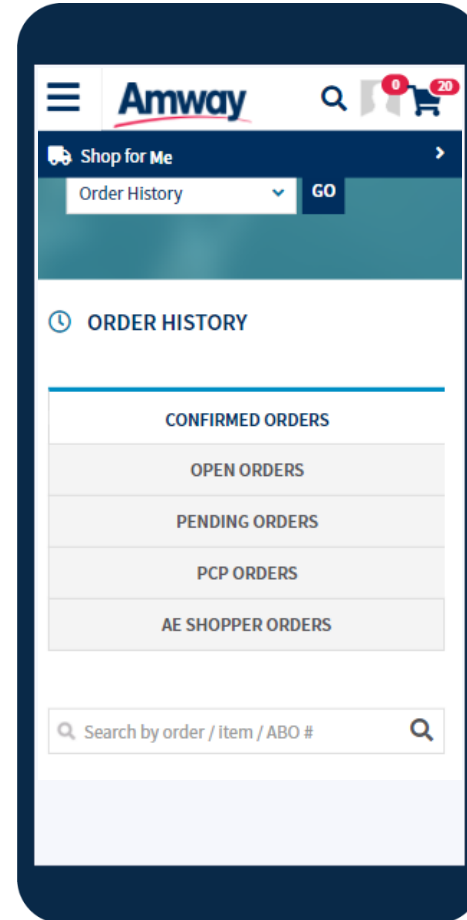 Amway
0
20
Shop for Me
Order History
GO
ORDER HISTORY
CONFIRMED ORDERS
OPEN ORDERS
PENDING ORDERS
PCP ORDERS
AE SHOPPER ORDERS
Search by order / item / ABO #